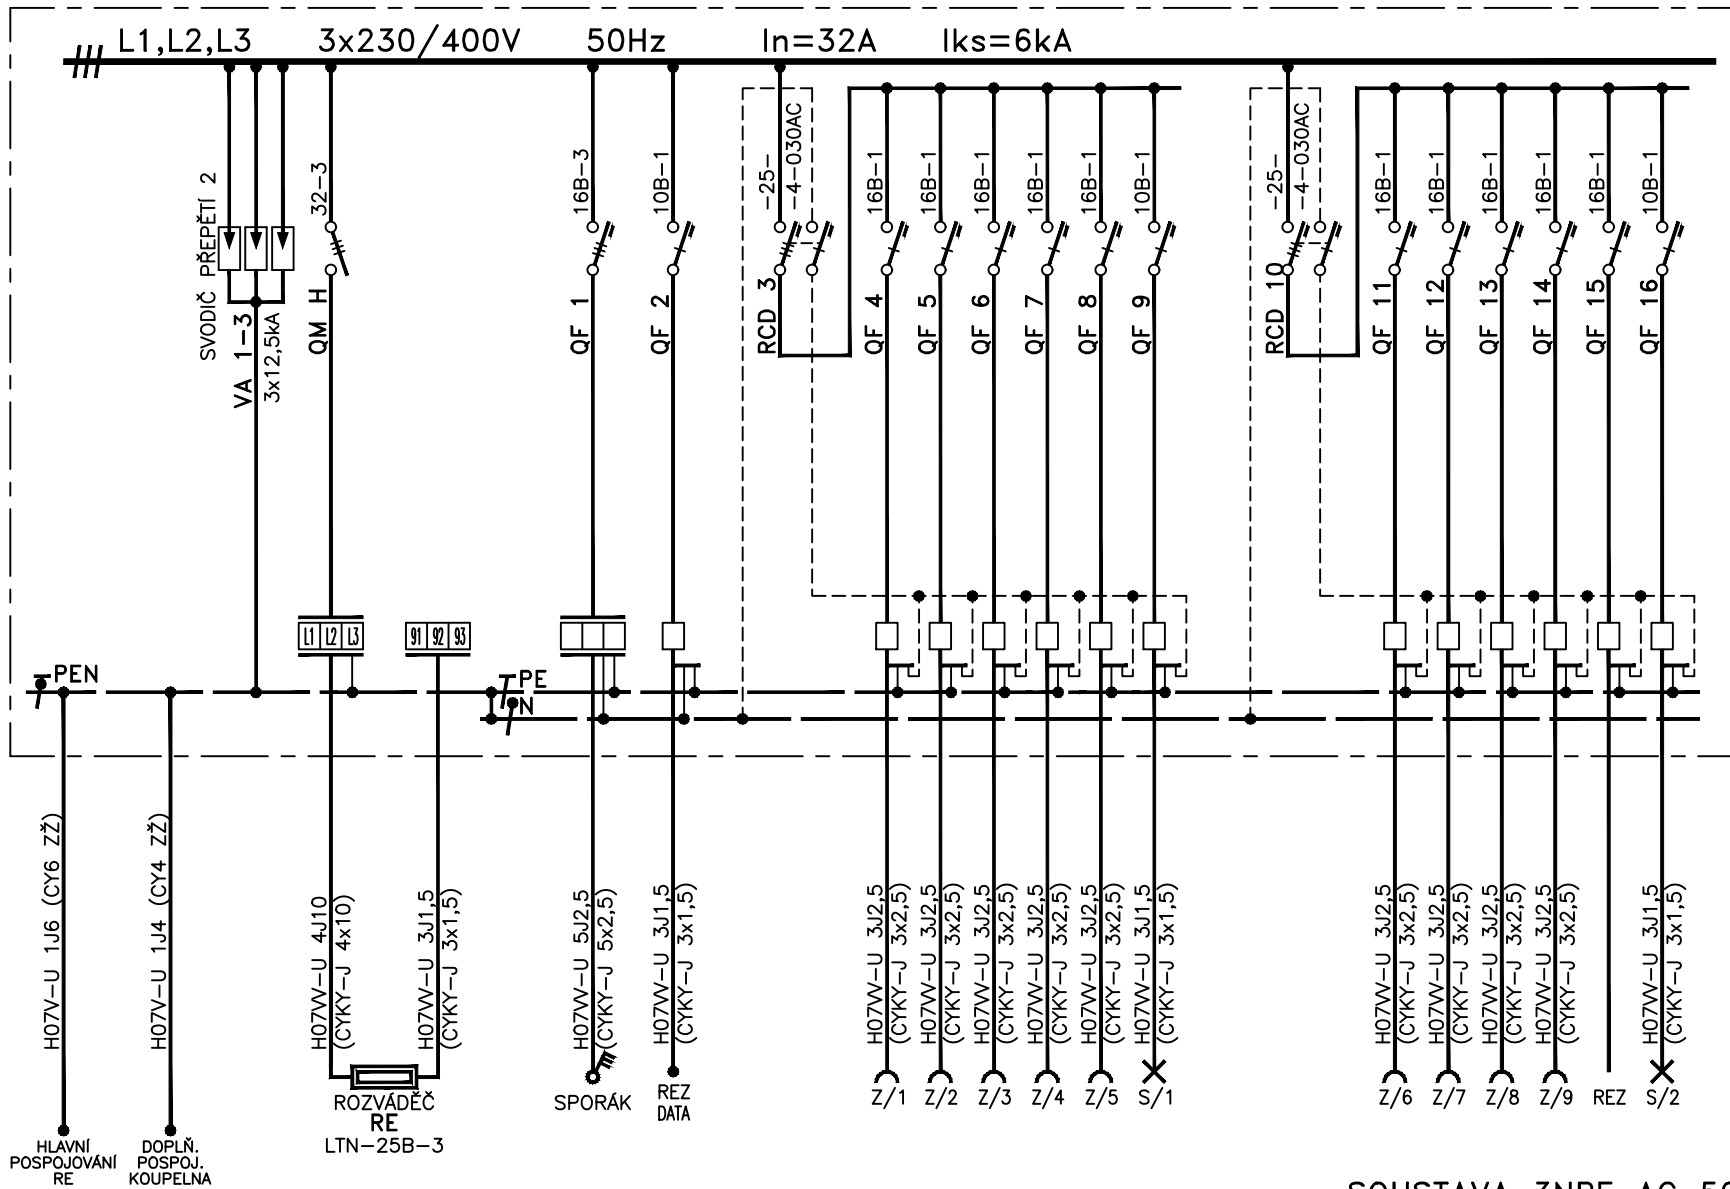 L1,L2,L3 3x230/400V 50Hz In=32A Iks=6kA
SVODIČ PŘEPĚTÍ 2
VA 1-3
3x12,5kA
32-3
QM H
16B-3
QF 1
10B-1
QF 2
-25-
-4-030AC
RCD 3
16B-1
QF 4
16B-1
QF 5
16B-1
QF 6
16B-1
QF 7
16B-1
QF 8
10B-1
QF 9
-25-
-4-030AC
RCD 10
16B-1
QF 11
16B-1
QF 12
16B-1
QF 13
16B-1
QF 14
16B-1
QF 15
10B-1
QF 16
L1 L2 L3
91 92 93
PEN
PE
N
H07V-U 1J6 (CY6 ZŽ)
H07V-U 1J4 (CY4 ZŽ)
H07VV-U 4J10
(CYKY-J 4x10)
H07VV-U 3J1,5
(CYKY-J 3x1,5)
H07VV-U 5J2,5
(CYKY-J 5x2,5)
H07VV-U 3J1,5
(CYKY-J 3x1,5)
H07VV-U 3J2,5
(CYKY-J 3x2,5)
H07VV-U 3J2,5
(CYKY-J 3x2,5)
H07VV-U 3J2,5
(CYKY-J 3x2,5)
H07VV-U 3J2,5
(CYKY-J 3x2,5)
H07VV-U 3J2,5
(CYKY-J 3x2,5)
H07VV-U 3J1,5
(CYKY-J 3x1,5)
H07VV-U 3J2,5
(CYKY-J 3x2,5)
H07VV-U 3J2,5
(CYKY-J 3x2,5)
H07VV-U 3J2,5
(CYKY-J 3x2,5)
H07VV-U 3J2,5
(CYKY-J 3x2,5)
H07VV-U 3J1,5
(CYKY-J 3x1,5)
HLAVNÍ
POSPOJOVÁNÍ
RE
DOPLŇ.
POSPOJ.
KOUPELNA
ROZVÁDĚČ
RE
LTN-25B-3
SPORÁK
REZ
DATA
Z/1
Z/2
Z/3
Z/4
Z/5
S/1
Z/6
Z/7
Z/8
Z/9
REZ
S/2
SOUSTAVA 3NPE AC 50